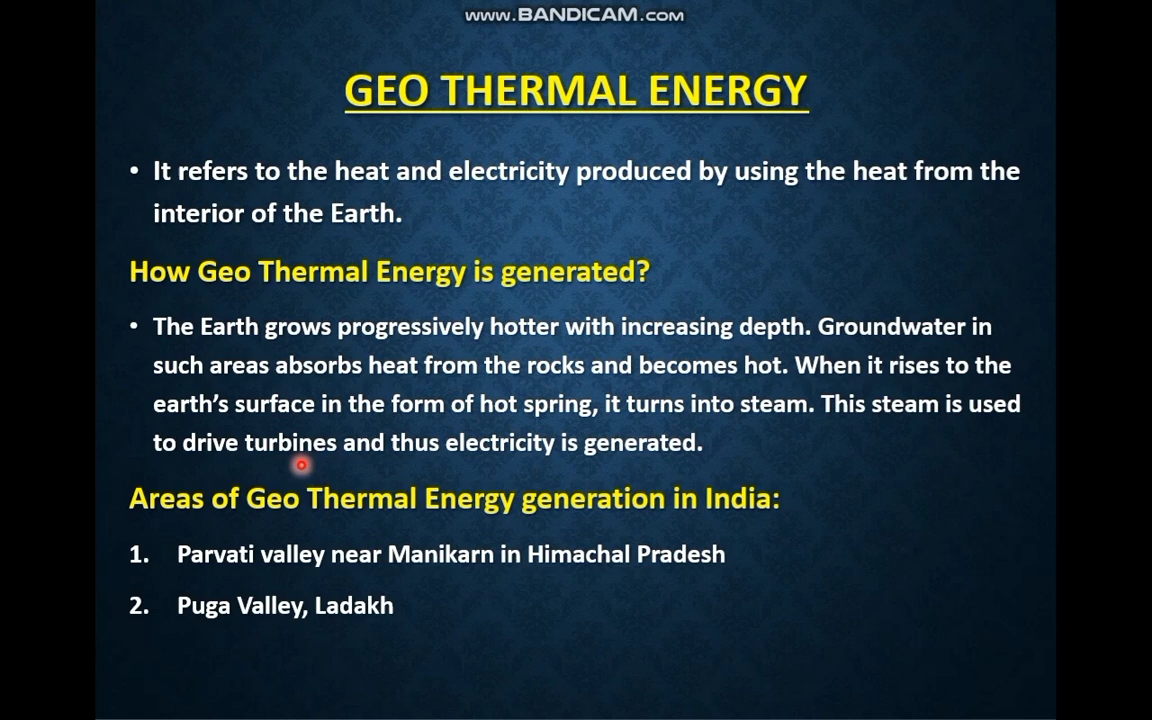 www.BANDICAM.com
GEO THERMAL ENERGY
• It refers to the heat and electricity produced by using the heat from the
interior of the Earth.
How Geo Thermal Energy is generated?
• The Earth grows progressively hotter with increasing depth. Groundwater in
such areas absorbs heat from the rocks and becomes hot. When it rises to the
earth’s surface in the form of hot spring, it turns into steam. This steam is used
to drive turbines and thus electricity is generated.
Areas of Geo Thermal Energy generation in India:
1. Parvati valley near Manikarn in Himachal Pradesh
2. Puga Valley, Ladakh